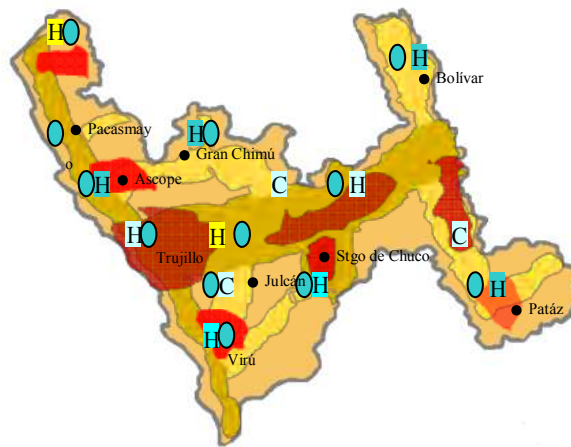 H
H
Bolívar
Pacasmay
o
H
Gran Chimú
H
Ascope
C
H
H
Trujillo
H
C
Stgo de Chuco
C
Julcán
H
H
Patáz
H
Virú